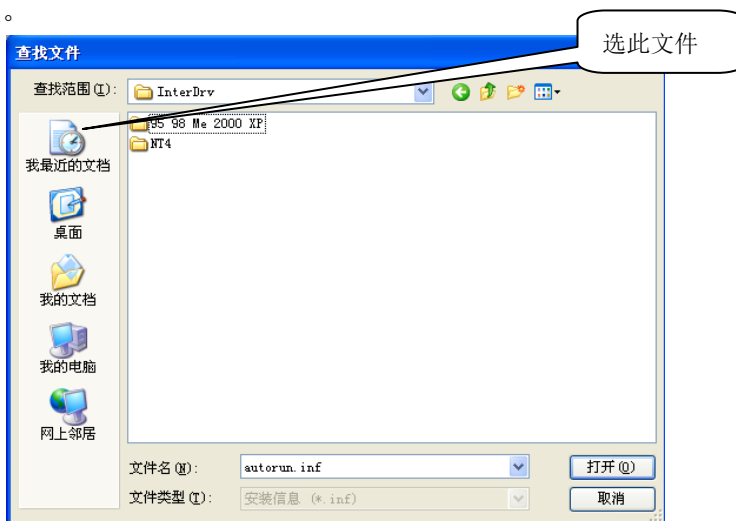 。
选此文件
查找文件
查找范围(I):
InterDrv
95 98 Me 2000 XP
NT4
我最近的文档
桌面
我的文档
我的电脑
网上邻居
文件名(N):
autorun.inf
打开(O)
文件类型(T):
安装信息 (*.inf)
取消